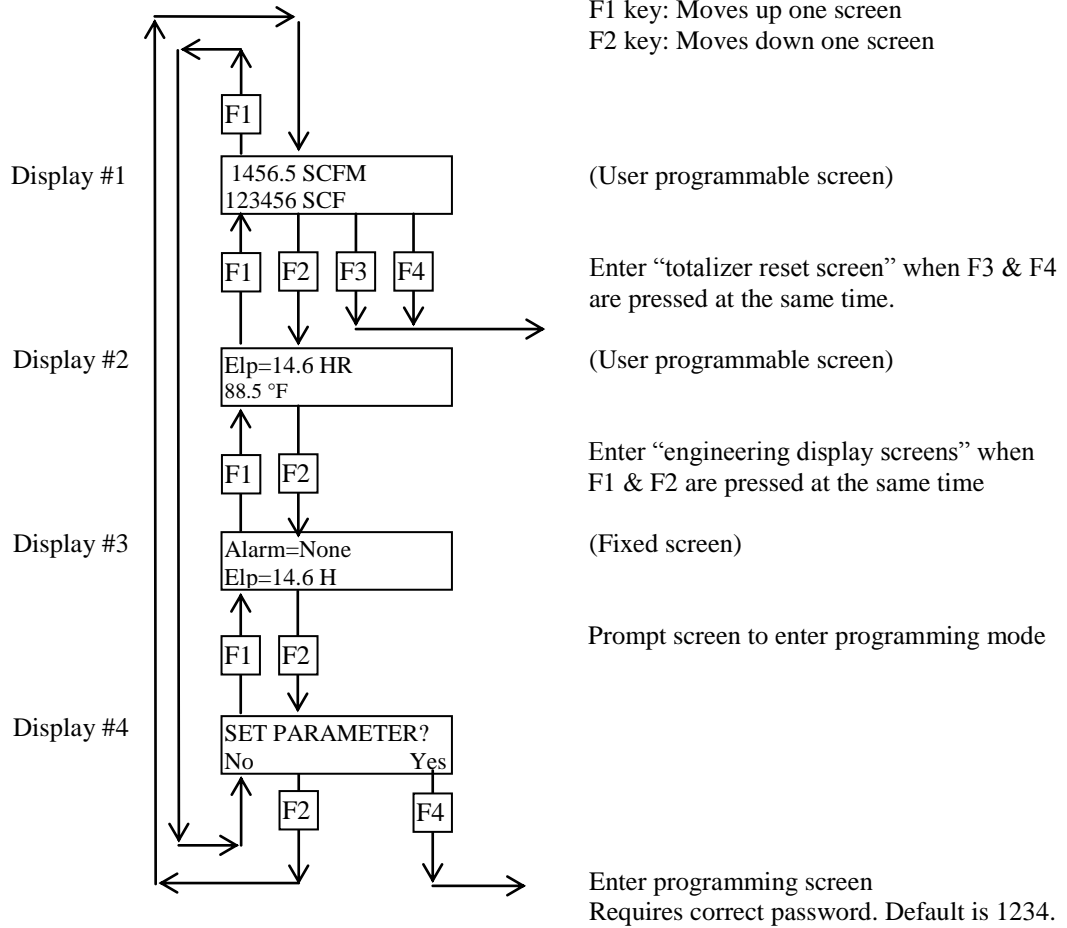 F1 key: Moves up one screen
F2 key: Moves down one screen
F1
Display #1
1456.5 SCFM
123456 SCF
(User programmable screen)
F1 F2 F3 F4
Enter “totalizer reset screen” when F3 & F4
are pressed at the same time.
Display #2
Elp=14.6 HR
88.5 °F
(User programmable screen)
F1 F2
Enter “engineering display screens” when
F1 & F2 are pressed at the same time
Display #3
Alarm=None
Elp=14.6 H
(Fixed screen)
F1 F2
Prompt screen to enter programming mode
Display #4
SET PARAMETER?
No Yes
F2 F4
Enter programming screen
Requires correct password. Default is 1234.